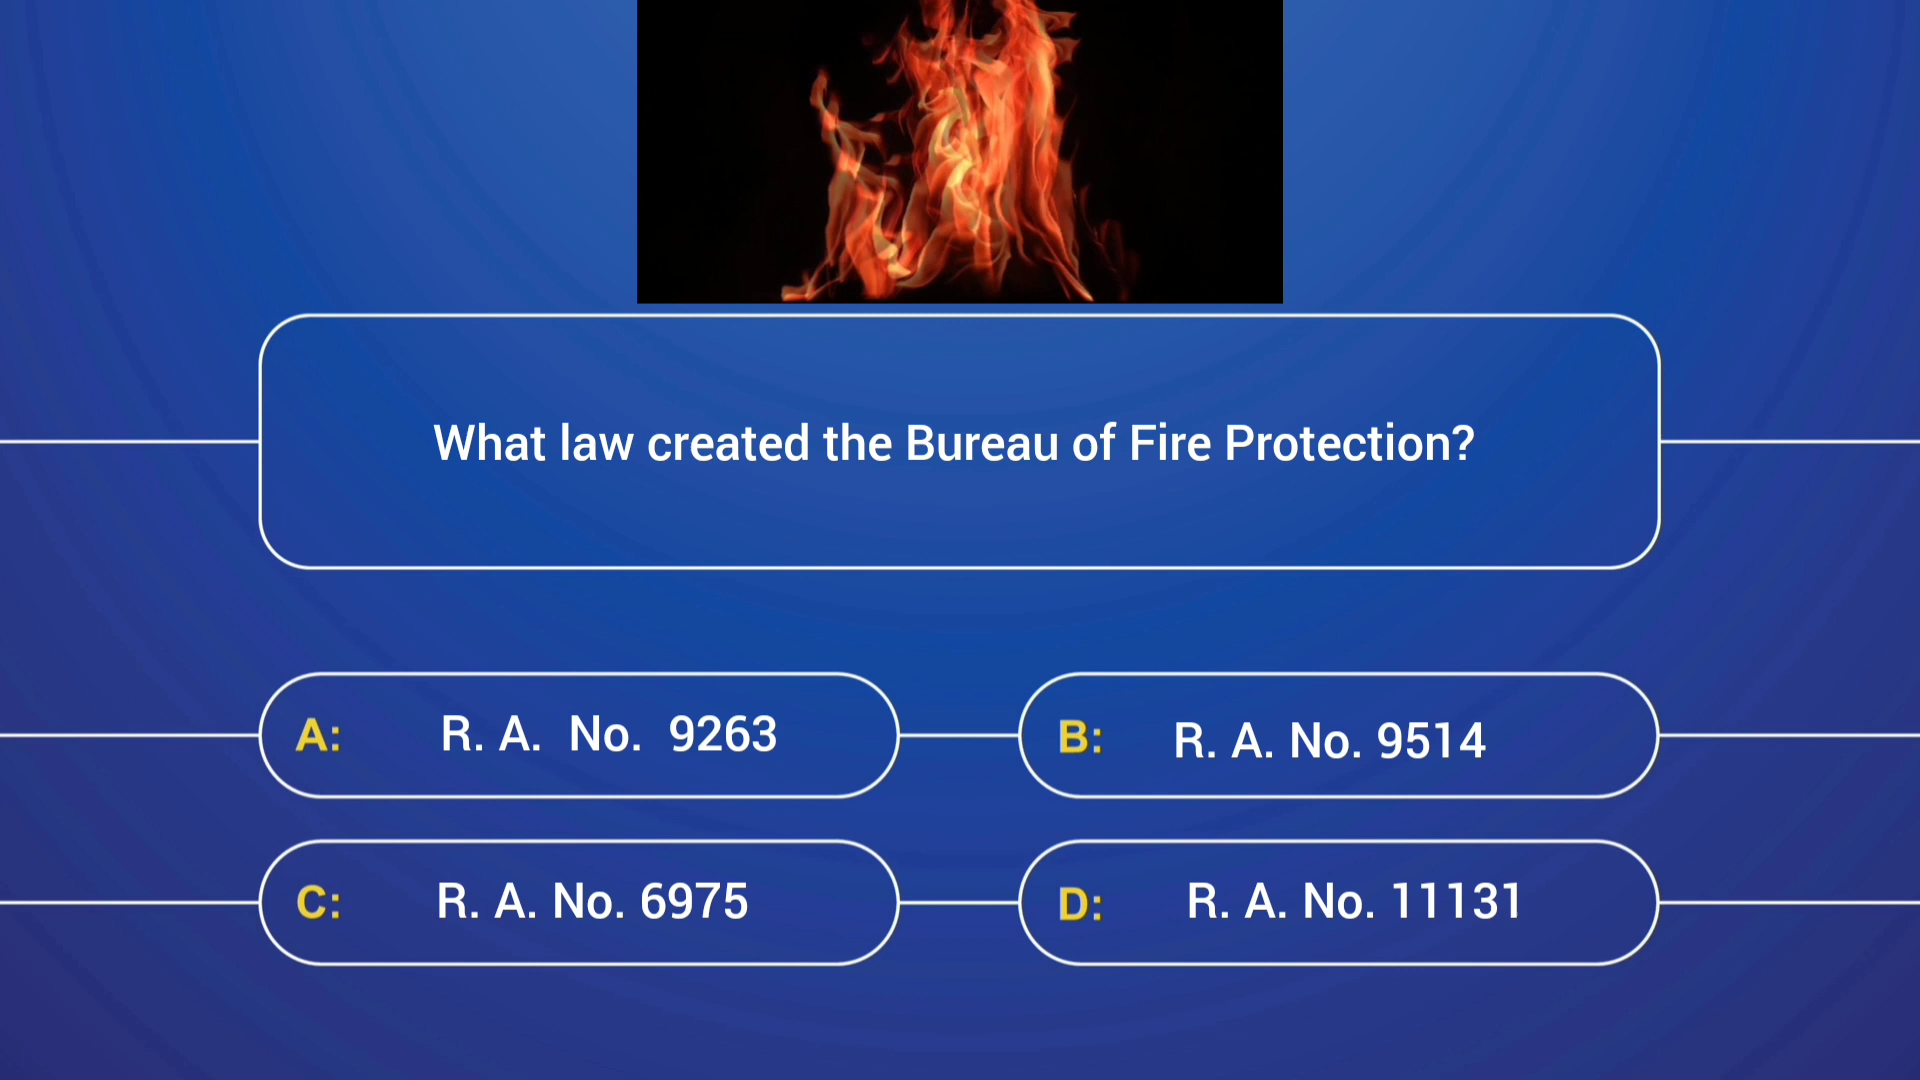 What law created the Bureau of Fire Protection?
A: R. A. No. 9263
B: R. A. No. 9514
C: R. A. No. 6975
D: R. A. No. 11131